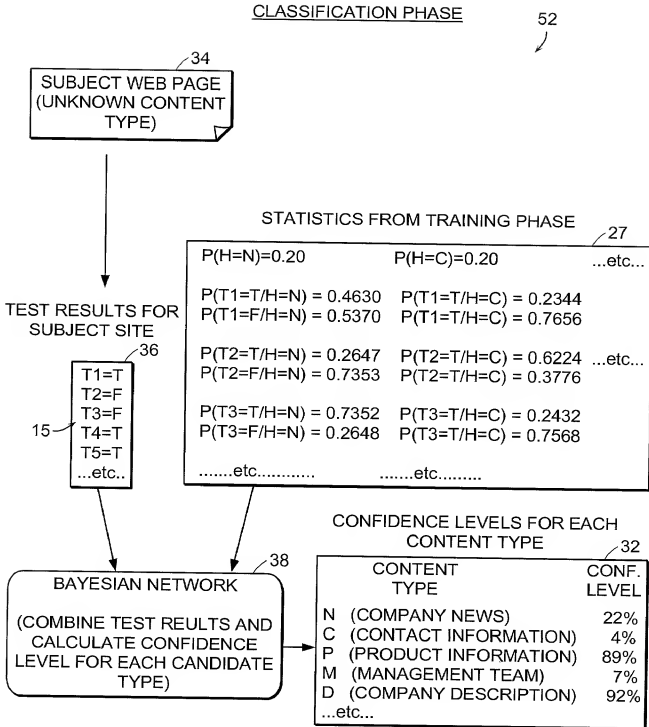 CLASSIFICATION PHASE
52
34
SUBJECT WEB PAGE
(UNKNOWN CONTENT
TYPE)
STATISTICS FROM TRAINING PHASE
27
P(H=N)=0.20 P(H=C)=0.20 ...etc...
P(T1=T/H=N) = 0.4630 P(T1=T/H=C) = 0.2344
P(T1=F/H=N) = 0.5370 P(T1=T/H=C) = 0.7656
P(T2=T/H=N) = 0.2647 P(T2=T/H=C) = 0.6224 ...etc...
P(T2=F/H=N) = 0.7353 P(T2=T/H=C) = 0.3776
P(T3=T/H=N) = 0.7352 P(T3=T/H=C) = 0.2432
P(T3=F/H=N) = 0.2648 P(T3=T/H=C) = 0.7568
.......etc............ .......etc.........
TEST RESULTS FOR
SUBJECT SITE
36
T1=T
T2=F
15 T3=F
T4=T
T5=T
...etc..
38
BAYESIAN NETWORK
(COMBINE TEST REULTS AND
CALCULATE CONFIDENCE
LEVEL FOR EACH CANDIDATE
TYPE)
CONFIDENCE LEVELS FOR EACH
CONTENT TYPE
32
CONTENT CONF.
TYPE LEVEL
N (COMPANY NEWS) 22%
C (CONTACT INFORMATION) 4%
P (PRODUCT INFORMATION) 89%
M (MANAGEMENT TEAM) 7%
D (COMPANY DESCRIPTION) 92%
...etc...